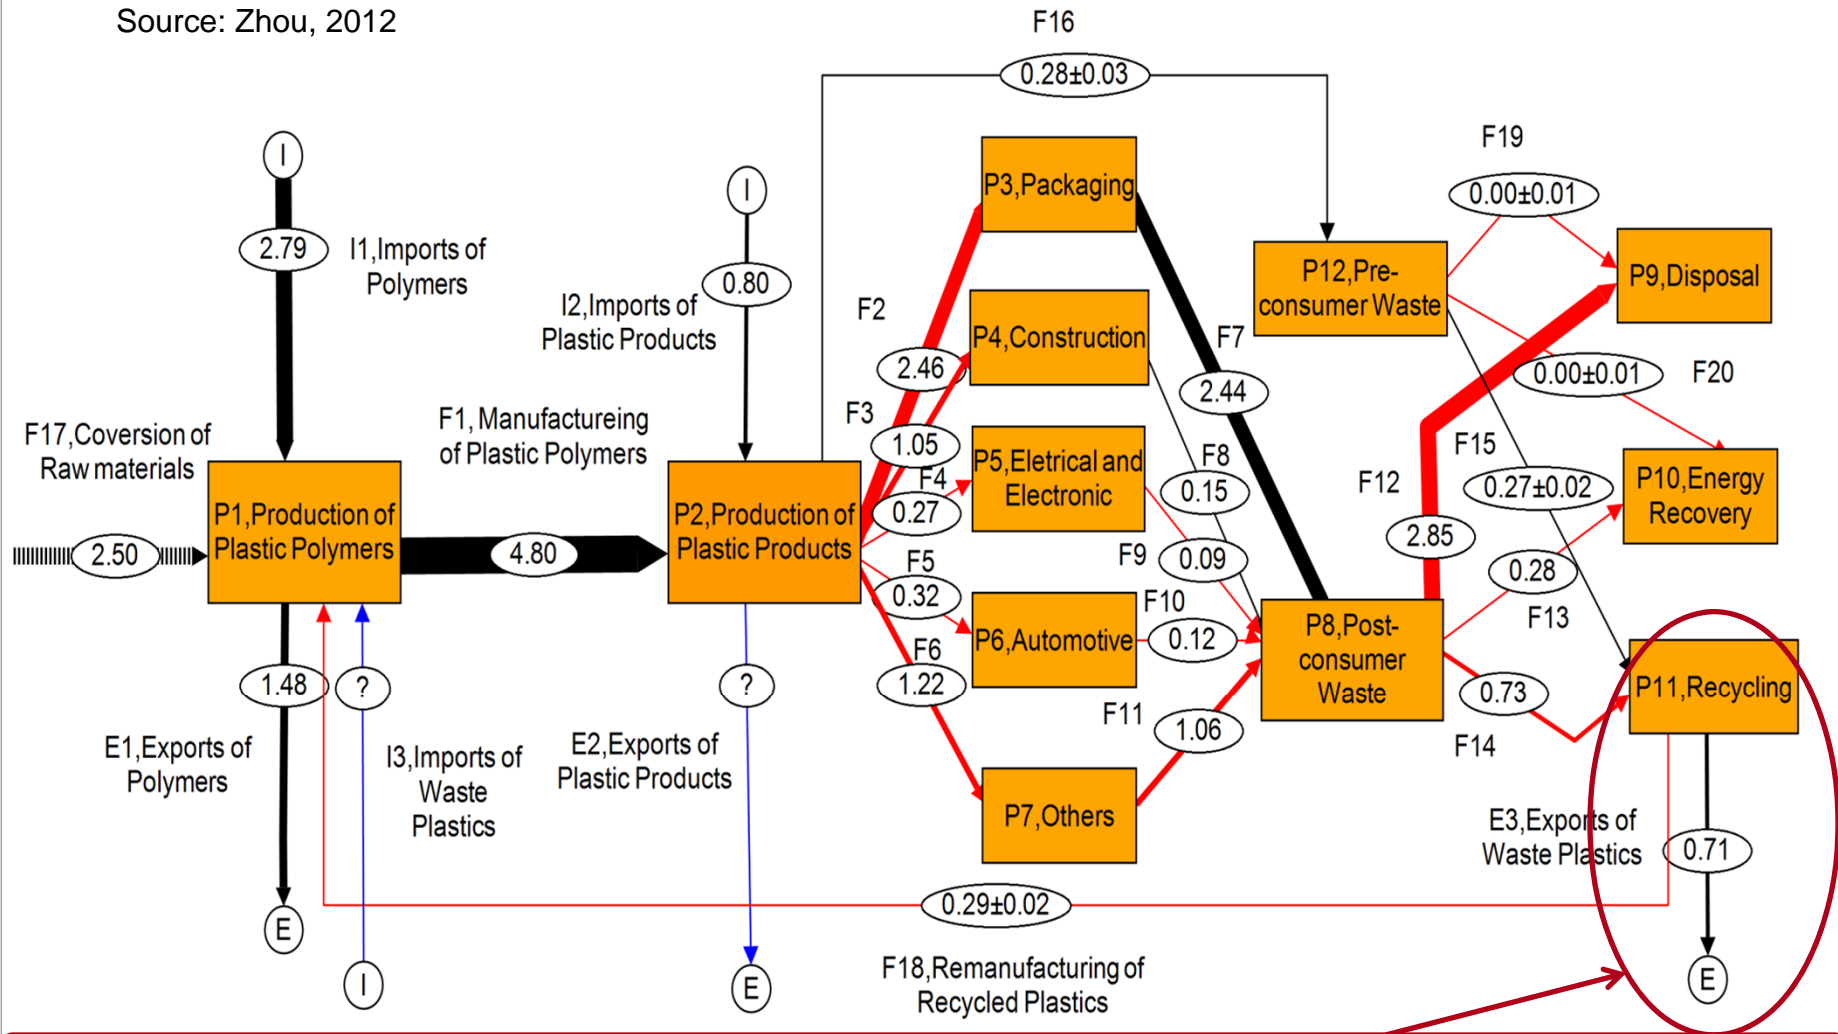 Source: Zhou, 2012
F16
0.28±0.03
I
2.79
I1,Imports of
Polymers
I
0.80
I2,Imports of
Plastic Products
F17,Coversion of
Raw materials
2.50
P1,Production of
Plastic Polymers
F1, Manufactureing
of Plastic Polymers
4.80
P2,Production of
Plastic Products
1.48
?
E1,Exports of
Polymers
I3,Imports of
Waste
Plastics
E
I
?
E2,Exports of
Plastic Products
E
F2
2.46
F3
1.05
F4
0.27
F5
0.32
F6
1.22
P3,Packaging
P4,Construction
P5,Eletrical and
Electronic
P6,Automotive
P7,Others
F7
2.44
F8
0.15
F9
0.09
F10
0.12
F11
1.06
P12,Pre-
consumer Waste
P8,Post-
consumer
Waste
F19
0.00±0.01
P9,Disposal
0.00±0.01
F20
F15
0.27±0.02
F12
2.85
P10,Energy
Recovery
0.28
F13
0.73
F14
P11,Recycling
E3,Exports of
Waste Plastics
0.71
E
0.29±0.02
F18,Remanufacturing of
Recycled Plastics